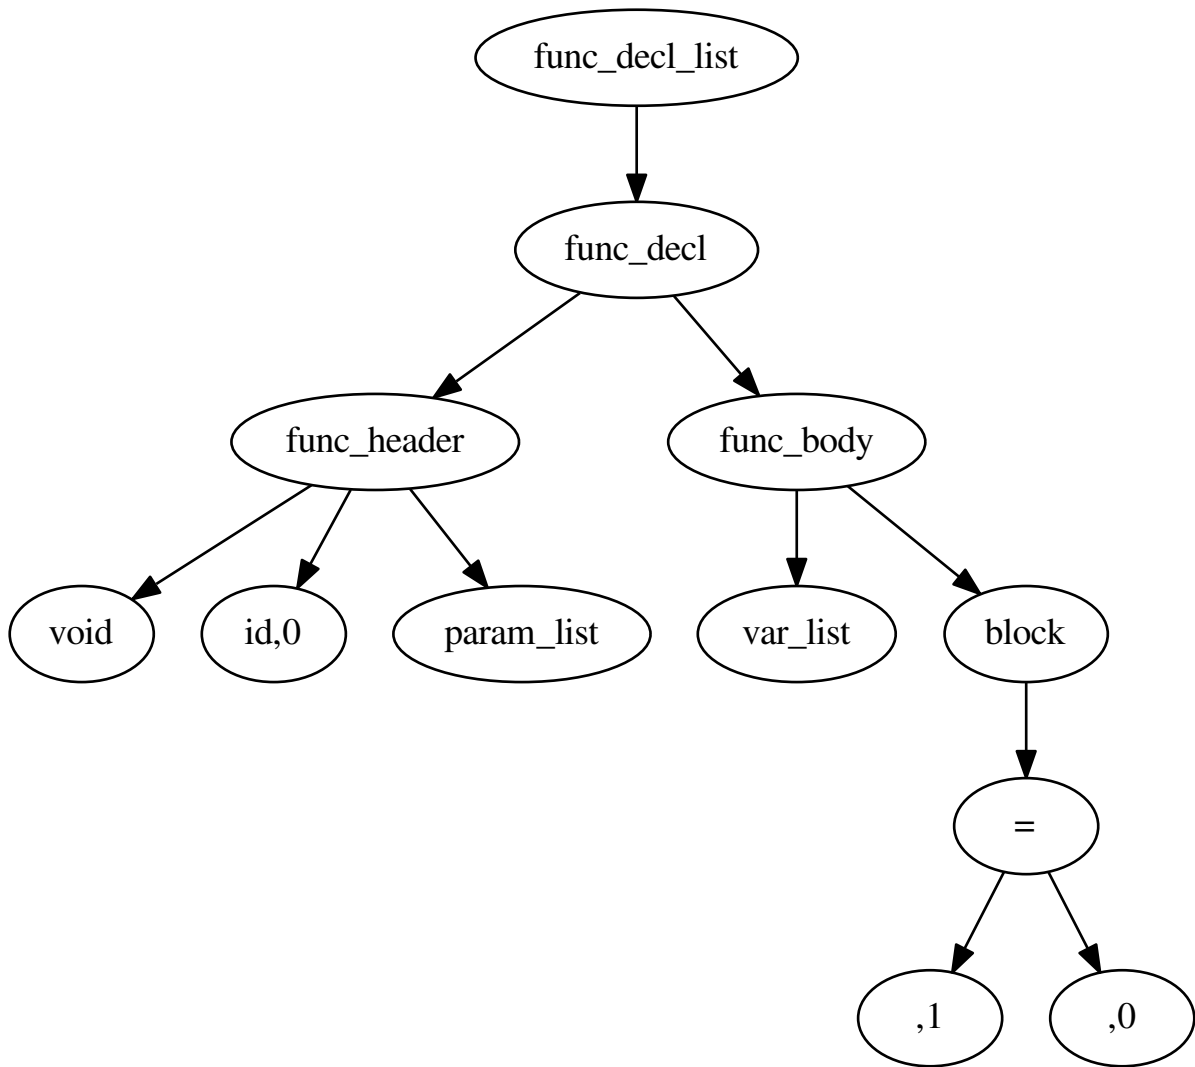 func_decl_list
func_decl
func_header
func_body
void
id,0
param_list
var_list
block
=
,1
,0